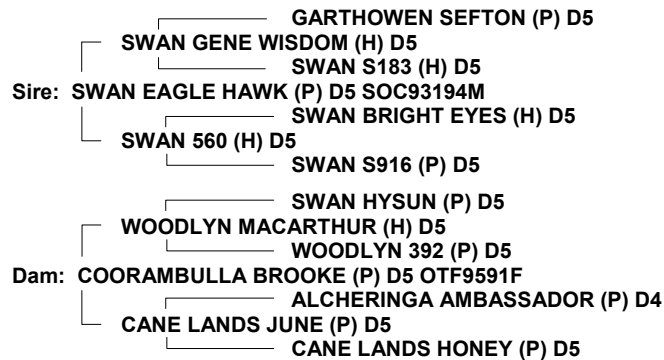 GARTHOWEN SEFTON (P) D5
SWAN GENE WISDOM (H) D5
SWAN S183 (H) D5
Sire: SWAN EAGLE HAWK (P) D5 SOC93194M
SWAN BRIGHT EYES (H) D5
SWAN 560 (H) D5
SWAN S916 (P) D5
SWAN HYSUN (P) D5
WOODLYN MACARTHUR (H) D5
WOODLYN 392 (P) D5
Dam: COORAMBULLA BROOKE (P) D5 OTF9591F
ALCHERINGA AMBASSADOR (P) D4
CANE LANDS JUNE (P) D5
CANE LANDS HONEY (P) D5